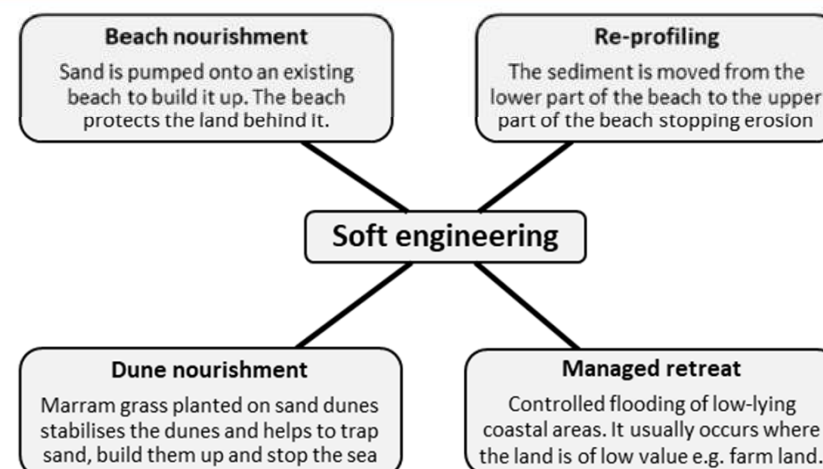 Beach nourishment
Sand is pumped onto an existing
beach to build it up. The beach
protects the land behind it.
Re-profiling
The sediment is moved from the
lower part of the beach to the upper
part of the beach stopping erosion
Soft engineering
Dune nourishment
Marram grass planted on sand dunes
stabilises the dunes and helps to trap
sand, build them up and stop the sea
Managed retreat
Controlled flooding of low-lying
coastal areas. It usually occurs where
the land is of low value e.g. farm land.